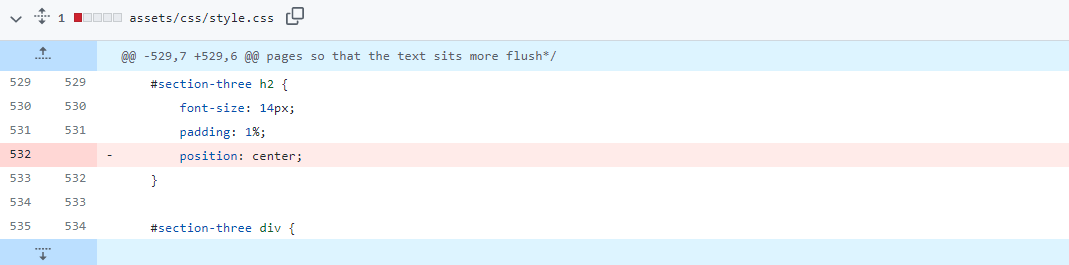 1 assets/css/style.css
@@ -529,7 +529,6 @@ pages so that the text sits more flush*/
529 529 #section-three h2 {
530 530 font-size: 14px;
531 531 padding: 1%;
532 - position: center;
533 532 }
534 533
535 534 #section-three div {